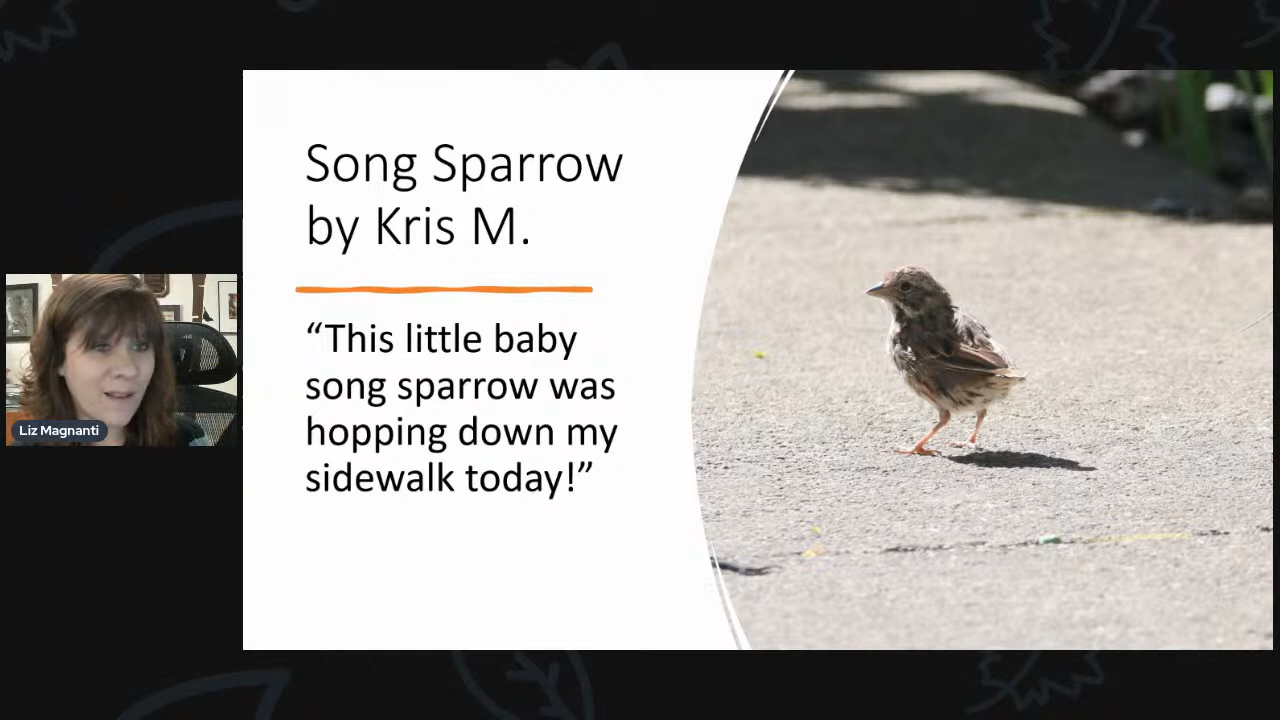 Song Sparrow
by Kris M.
“This little baby
song sparrow was
hopping down my
sidewalk today!”
Liz Magnanti